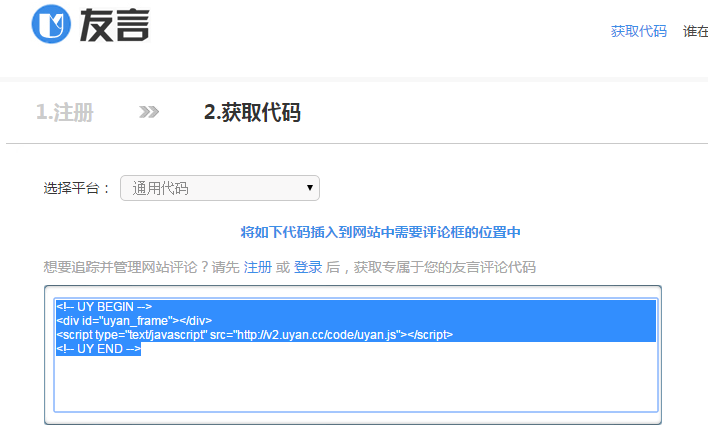 友言
获取代码 谁在
1.注册 2.获取代码
选择平台： 通用代码
将如下代码插入到网站中需要评论框的位置中
想要追踪并管理网站评论？请先 注册 或 登录 后，获取专属于您的友言评论代码
<!-- UY BEGIN -->
<div id="uyan_frame"></div>
<script type="text/javascript" src="http://v2.uyan.cc/code/uyan.js"></script>
<!-- UY END -->